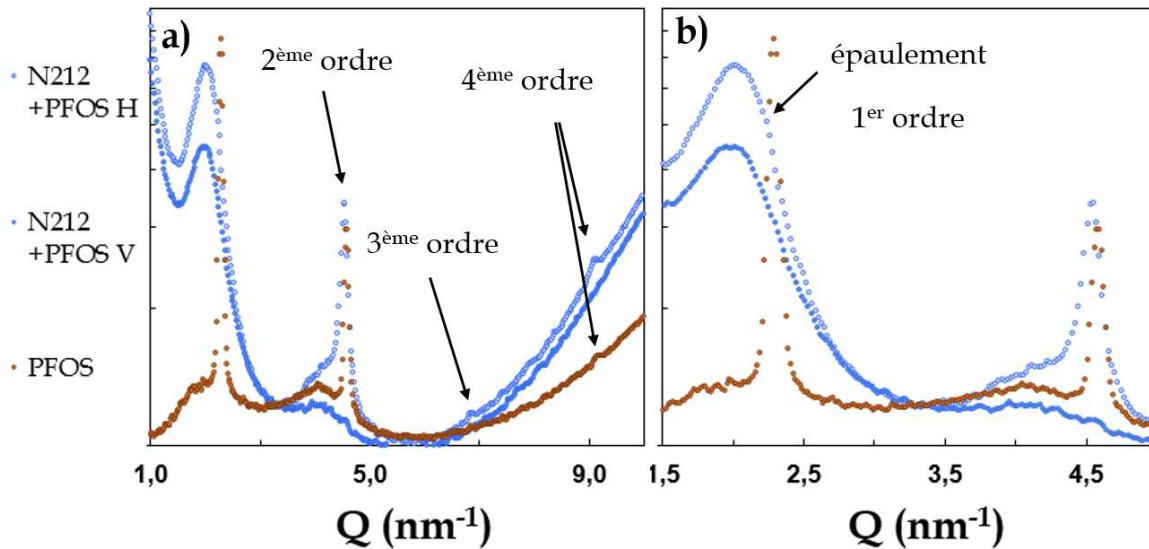 a)
b)
N212
+PFOS H
N212
+PFOS V
PFOS
2ème ordre
4ème ordre
3ème ordre
épaulement
1er ordre
1,0
5,0
9,0
1,5
2,5
3,5
4,5
Q (nm-1)
Q (nm-1)